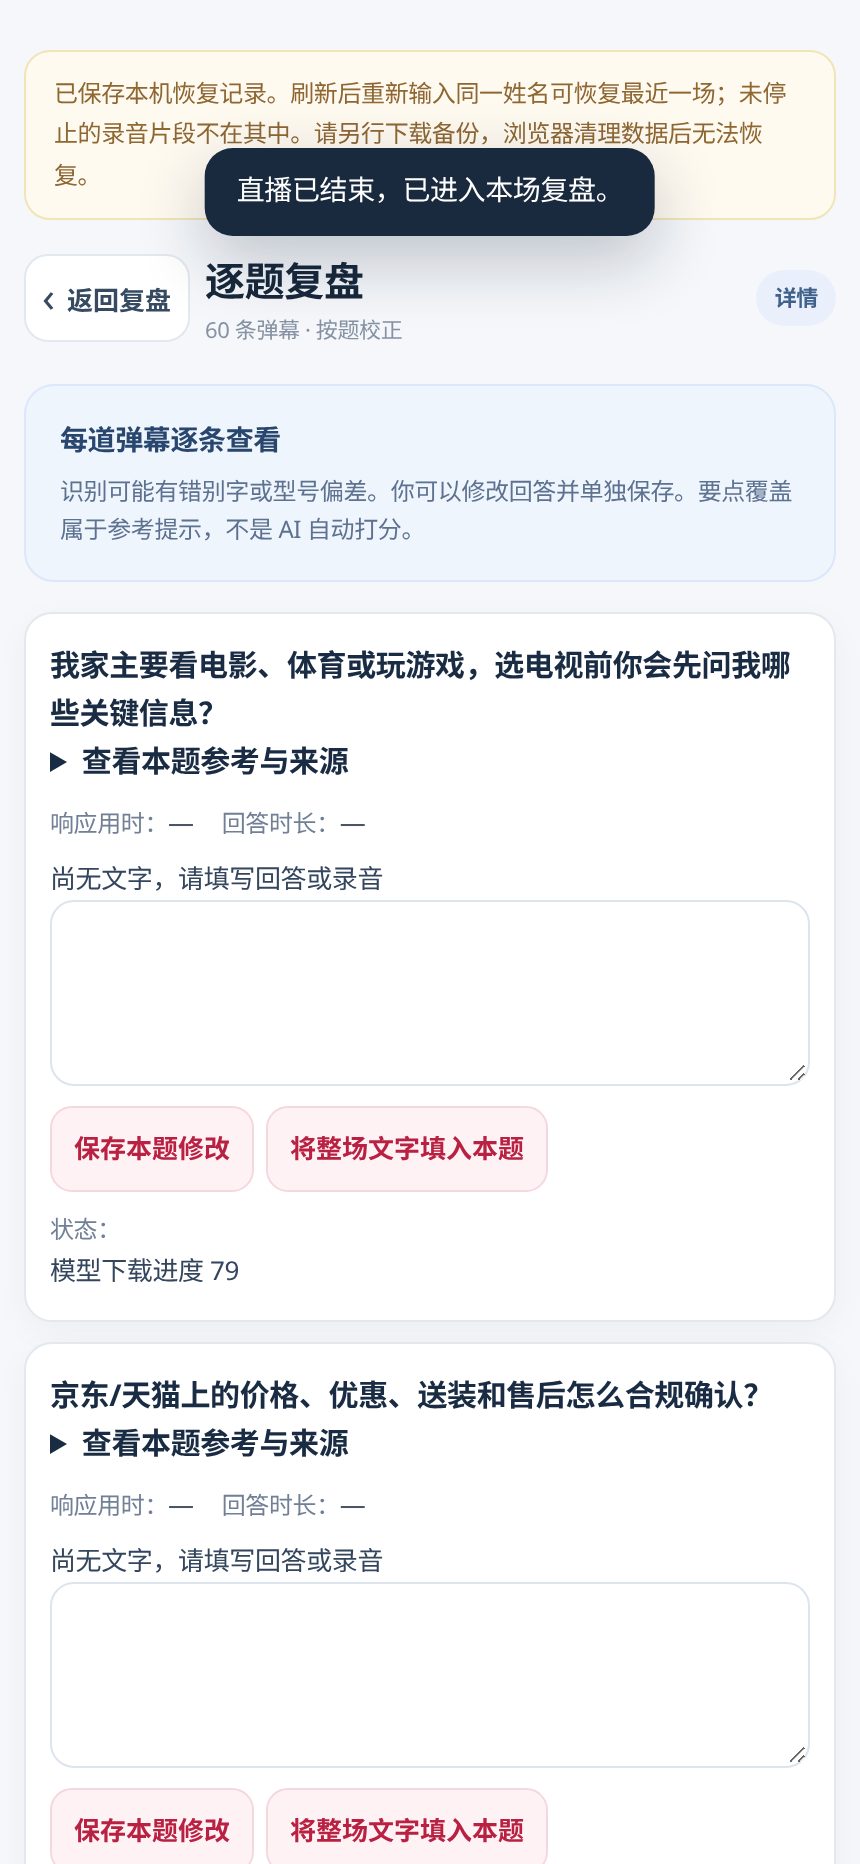 已保存本机恢复记录。刷新后重新输入同一姓名可恢复最近一场；未停
止的录音片段不在其中。请另行下载备份，浏览器清理数据后无法恢
复。
直播已结束，已进入本场复盘。
‹ 返回复盘
逐题复盘
60 条弹幕 · 按题校正
详情
每道弹幕逐条查看
识别可能有错别字或型号偏差。你可以修改回答并单独保存。要点覆盖
属于参考提示，不是 AI 自动打分。
我家主要看电影、体育或玩游戏，选电视前你会先问我哪
些关键信息？
▶ 查看本题参考与来源
响应用时：— 回答时长：—
尚无文字，请填写回答或录音
保存本题修改
将整场文字填入本题
状态：
模型下载进度 79
京东/天猫上的价格、优惠、送装和售后怎么合规确认？
▶ 查看本题参考与来源
响应用时：— 回答时长：—
尚无文字，请填写回答或录音
保存本题修改
将整场文字填入本题